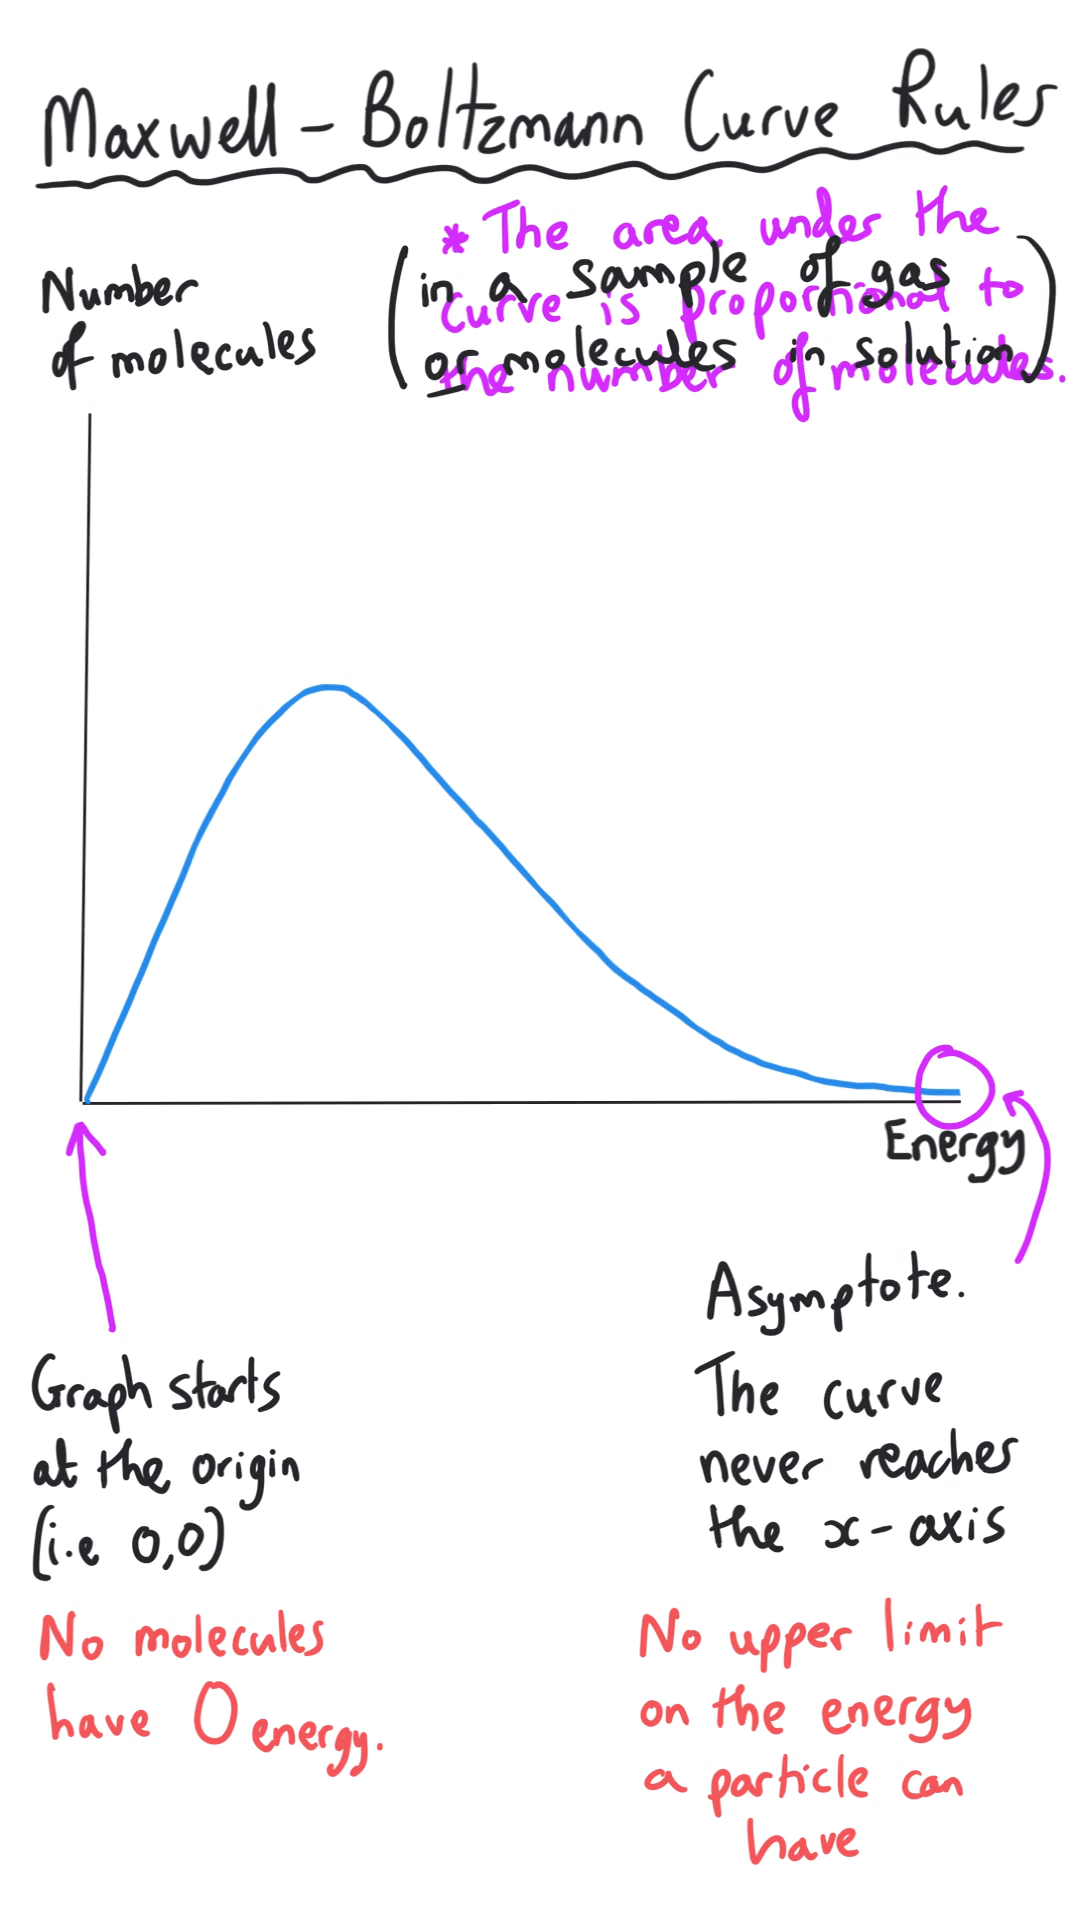 Maxwell - Boltzmann Curve Rules
* The area under the
curve is proportional to
the number of molecules.
Number
of molecules
(in a sample of gas
or molecules in solution)
Energy
Graph starts
at the origin
(i.e 0,0)
No molecules
have 0 energy.
Asymptote.
The curve
never reaches
the x-axis
No upper limit
on the energy
a particle can
have